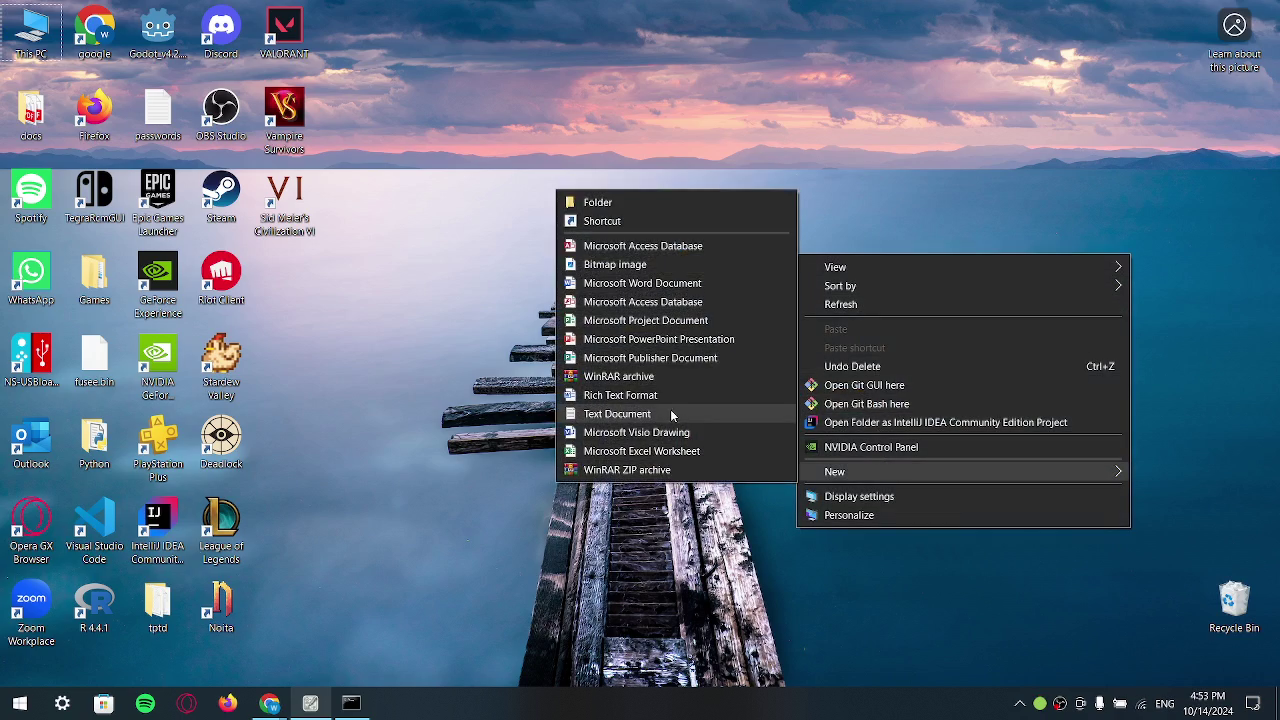 This PC
google
Godot_v4.2....
Discord
VALORANT
Learn about
this picture
docs
Firefox
passwords
OBS Studio
Vampire
Survivors
Spotify
TegraRcmGUI
Epic Games
Launcher
Steam
Sid Meier's
Civilization VI
WhatsApp
Games
GeForce
Experience
Riot Client
NS-USBloa...
fusee.bin
NVIDIA
GeFor...
Stardew
valley
Outlook
Python
PlayStation
Plus
Deadlock
Opera GX
Browser
Visual Studio
Code
IntelliJ IDEA
Communit...
League of
Legends
Zoom
Workplace
R 4.4.1
tptd
Noita
Recycle Bin
EPIC
GAMES
VS
VI
IJ
zoom
Folder
Shortcut
Microsoft Access Database
Bitmap image
Microsoft Word Document
Microsoft Access Database
Microsoft Project Document
Microsoft PowerPoint Presentation
Microsoft Publisher Document
WinRAR archive
Rich Text Format
Text Document
Microsoft Visio Drawing
Microsoft Excel Worksheet
WinRAR ZIP archive
View
Sort by
Refresh
Paste
Paste shortcut
Undo Delete Ctrl+Z
Open Git GUI here
Open Git Bash here
Open Folder as IntelliJ IDEA Community Edition Project
NVIDIA Control Panel
New
Display settings
Personalize
ENG
4:53 PM
10/14/2024